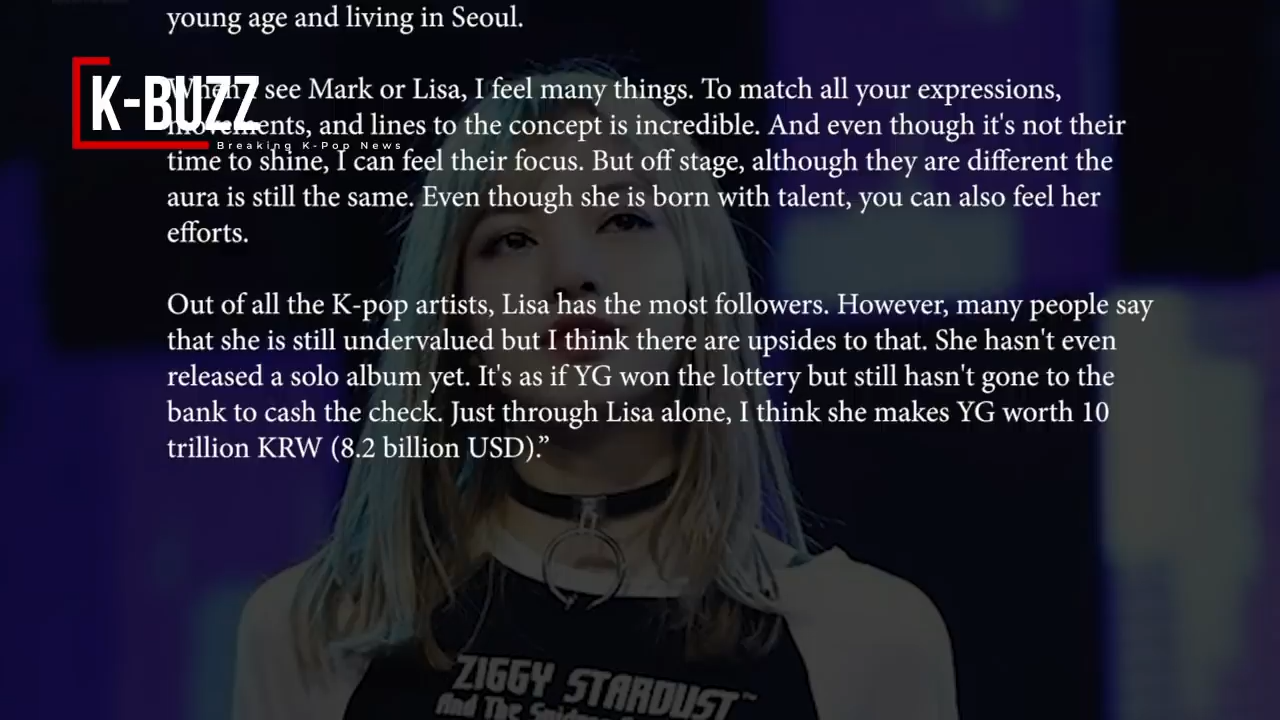 young age and living in Seoul.
K-BUZZ
Breaking K-Pop News
When I see Mark or Lisa, I feel many things. To match all your expressions,
movements, and lines to the concept is incredible. And even though it's not their
time to shine, I can feel their focus. But off stage, although they are different the
aura is still the same. Even though she is born with talent, you can also feel her
efforts.
Out of all the K-pop artists, Lisa has the most followers. However, many people say
that she is still undervalued but I think there are upsides to that. She hasn't even
released a solo album yet. It's as if YG won the lottery but still hasn't gone to the
bank to cash the check. Just through Lisa alone, I think she makes YG worth 10
trillion KRW (8.2 billion USD).”
ZIGGY STARDUST
And The Spiders